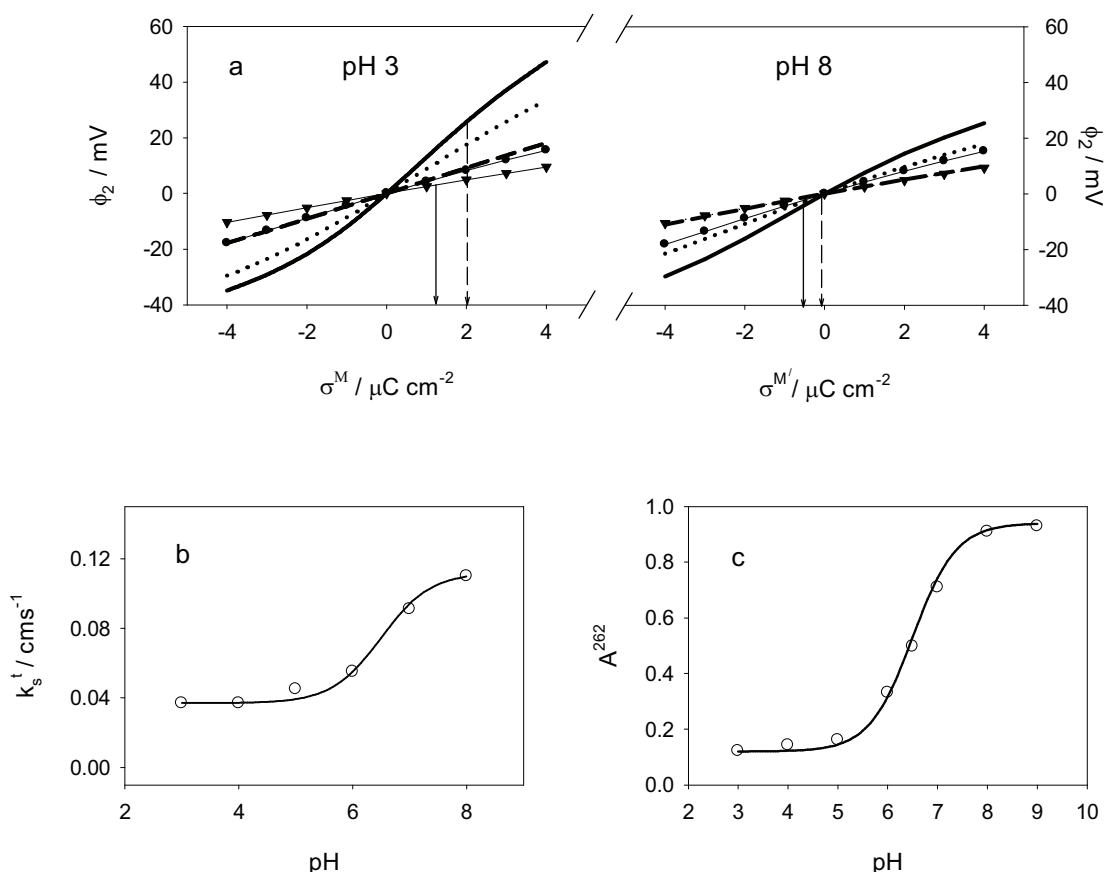 a
pH 3
pH 8
ϕ₂ / mV
60
40
20
0
-20
-40
-4 -2 0 2 4
σᴹ / μC cm⁻²
60
40
20
0
-20
-40
ϕ₂ / mV
-4 -2 0 2 4
σᴹ′ / μC cm⁻²
b
kₛᵗ / cms⁻¹
0.12
0.08
0.04
0.00
2 4 6 8
pH
c
A²⁶²
1.0
0.8
0.6
0.4
0.2
0.0
2 3 4 5 6 7 8 9 10
pH